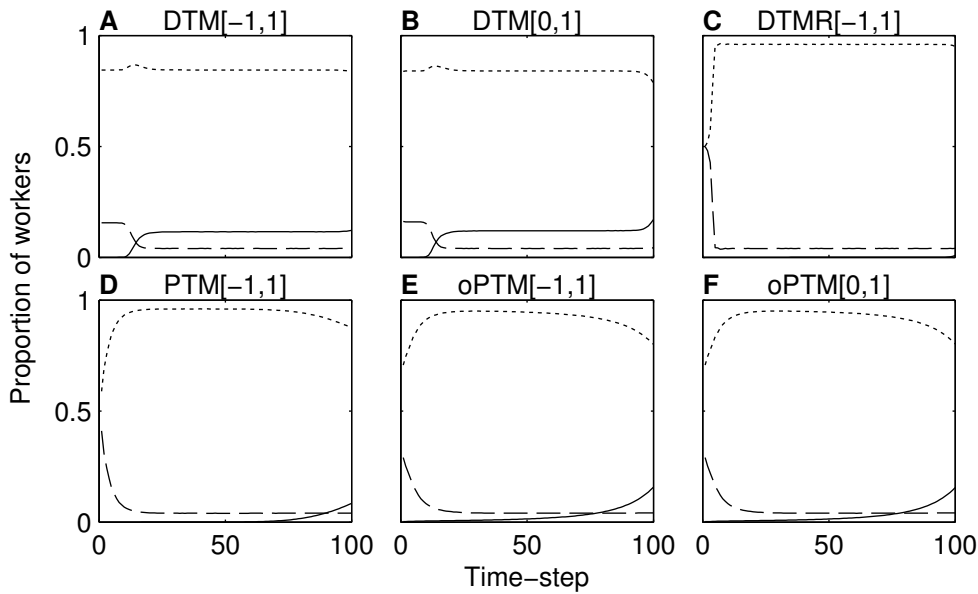 A DTM[−1,1]
B DTM[0,1]
C DTMR[−1,1]
1
0.5
0
D PTM[−1,1]
E oPTM[−1,1]
F oPTM[0,1]
1
0.5
0
0 50 100
0 50 100
0 50 100
Proportion of workers
Time−step